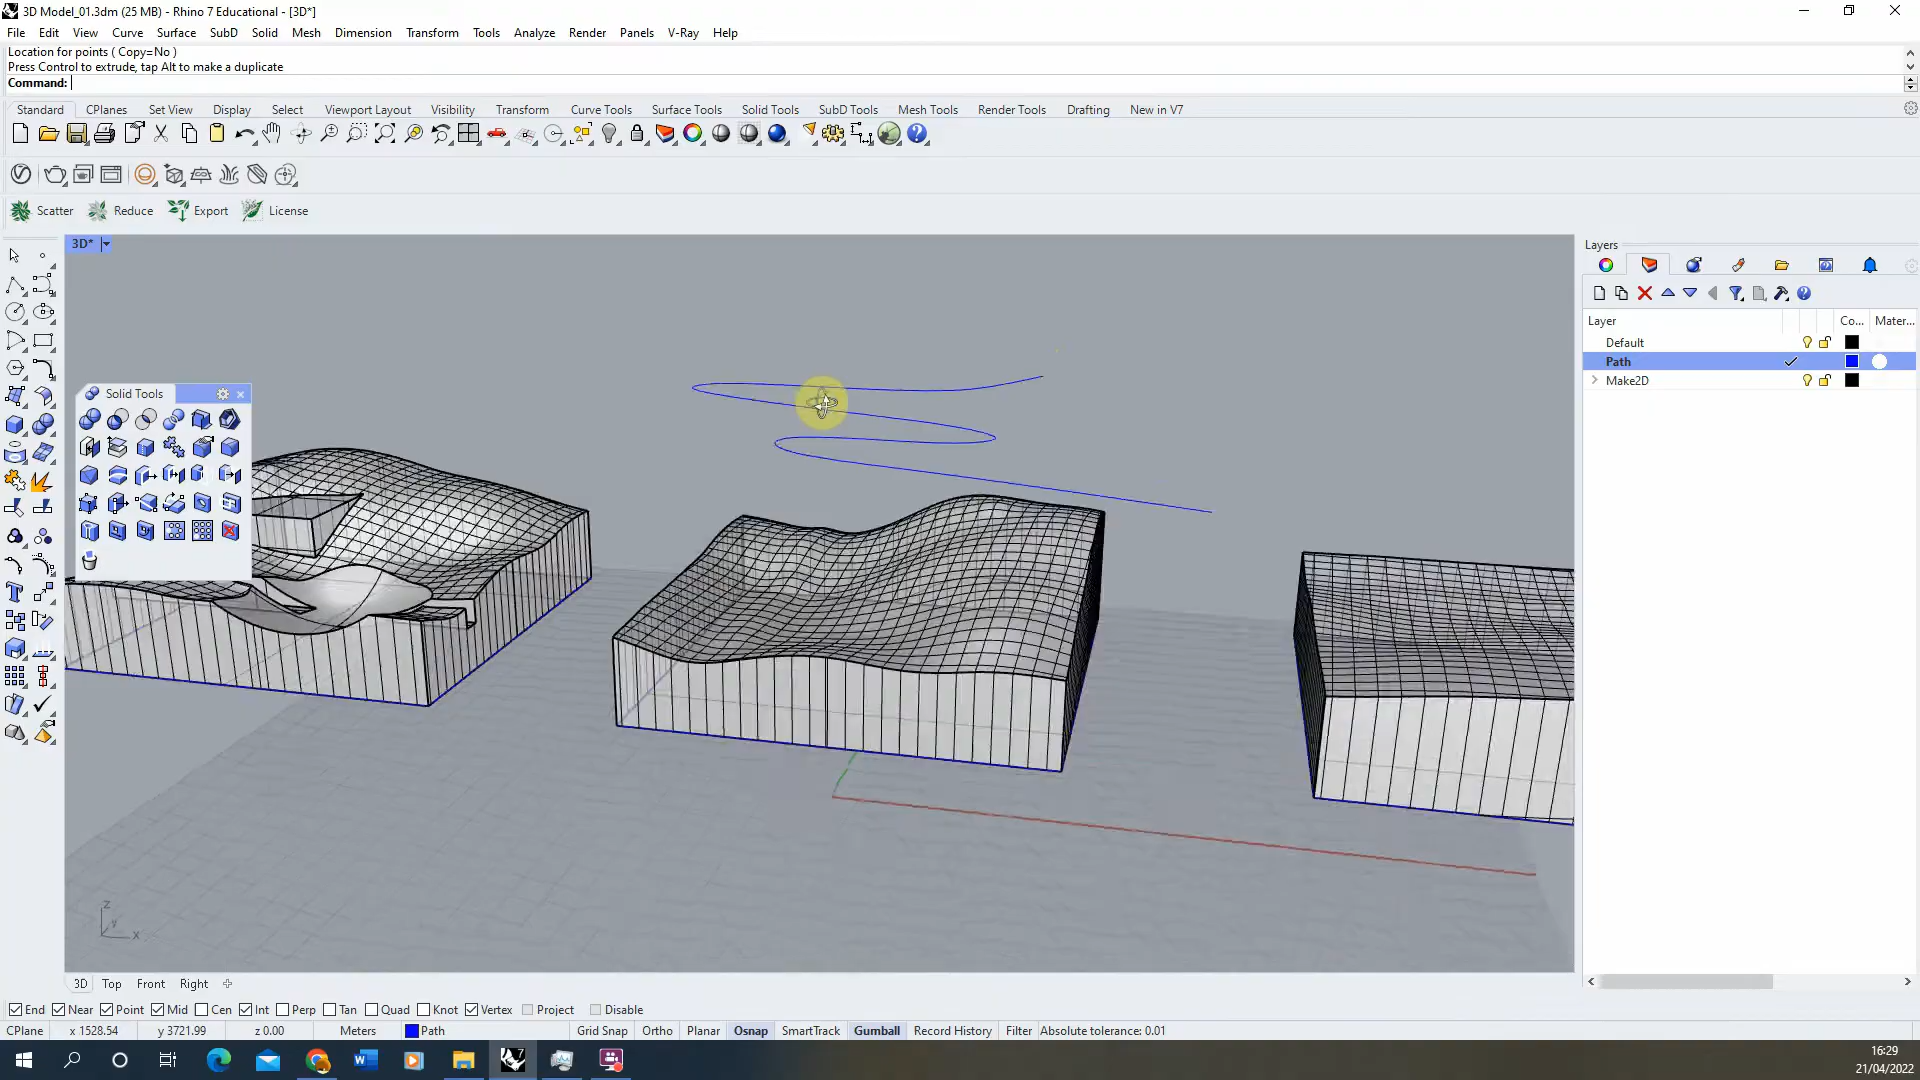 3D Model_01.3dm (25 MB) - Rhino 7 Educational - [3D*]
File Edit View Curve Surface SubD Solid Mesh Dimension Transform Tools Analyze Render Panels V-Ray Help
Location for points ( Copy=No )
Press Control to extrude, tap Alt to make a duplicate
Command:
Standard CPlanes Set View Display Select Viewport Layout Visibility Transform Curve Tools Surface Tools Solid Tools SubD Tools Mesh Tools Render Tools Drafting New in V7
Scatter Reduce Export License
3D*
Layers
Layer Co... Mater...
Default
Path
Make2D
Solid Tools
z
y
x
3D Top Front Right
End Near Point Mid Cen Int Perp Tan Quad Knot Vertex Project Disable
CPlane x 1528.54 y 3721.99 z 0.00 Meters Path Grid Snap Ortho Planar Osnap SmartTrack Gumball Record History Filter Absolute tolerance: 0.01
16:29
21/04/2022